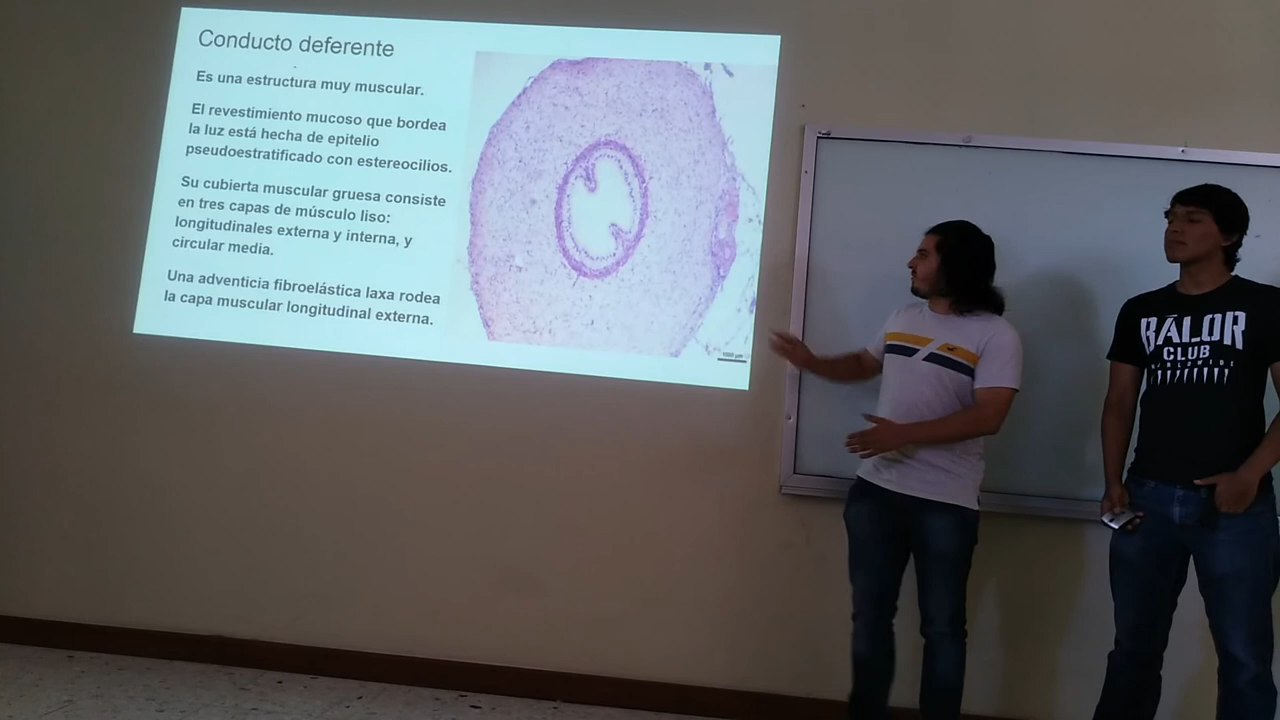 Conducto deferente
Es una estructura muy muscular.
El revestimiento mucoso que bordea
la luz está hecha de epitelio
pseudoestratificado con estereocilios.
Su cubierta muscular gruesa consiste
en tres capas de músculo liso:
longitudinales externa y interna, y
circular media.
Una adventicia fibroelástica laxa rodea
la capa muscular longitudinal externa.
BÁLOR
CLUB
WORLDWIDE